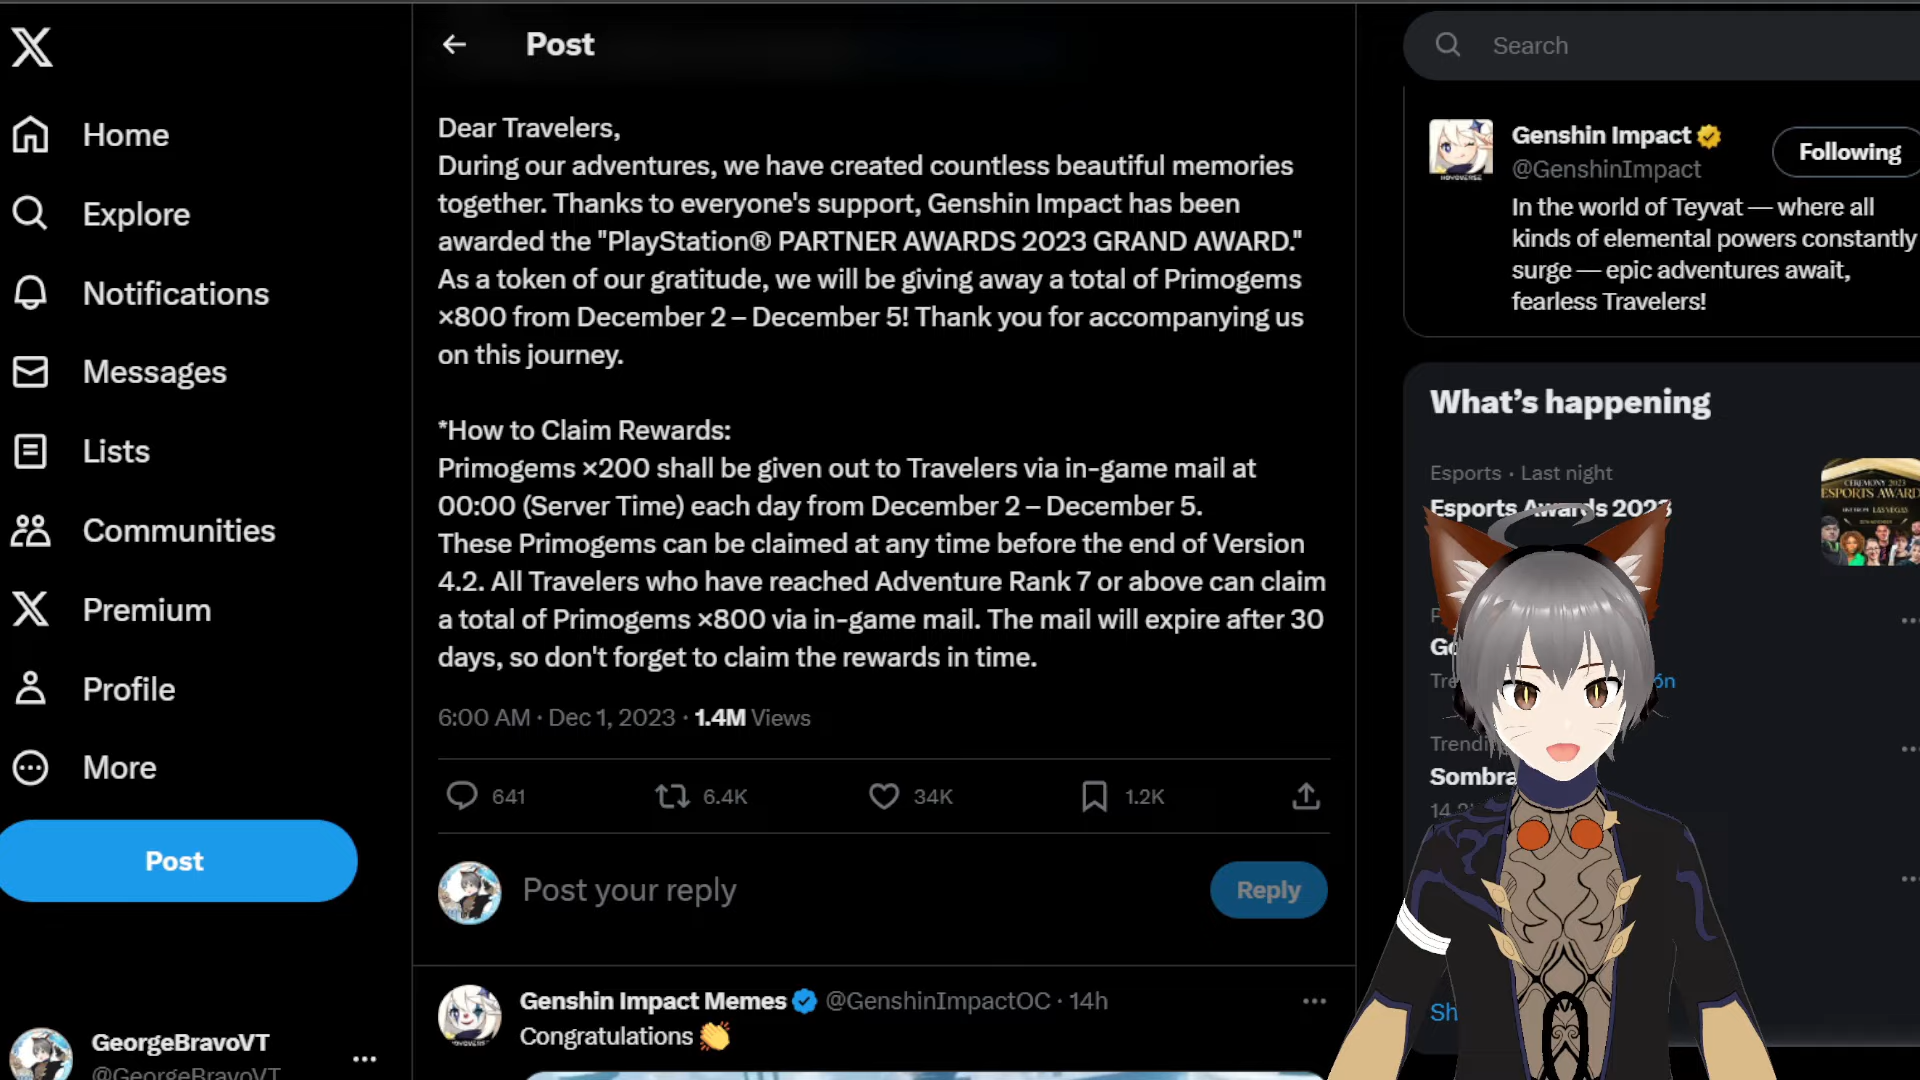 Home
Explore
Notifications
Messages
Lists
Communities
Premium
Profile
More
Post
GeorgeBravoVT
@GeorgeBravoVT
Post
Dear Travelers,
During our adventures, we have created countless beautiful memories
together. Thanks to everyone's support, Genshin Impact has been
awarded the "PlayStation® PARTNER AWARDS 2023 GRAND AWARD."
As a token of our gratitude, we will be giving away a total of Primogems
×800 from December 2 – December 5! Thank you for accompanying us
on this journey.
*How to Claim Rewards:
Primogems ×200 shall be given out to Travelers via in-game mail at
00:00 (Server Time) each day from December 2 – December 5.
These Primogems can be claimed at any time before the end of Version
4.2. All Travelers who have reached Adventure Rank 7 or above can claim
a total of Primogems ×800 via in-game mail. The mail will expire after 30
days, so don't forget to claim the rewards in time.
6:00 AM · Dec 1, 2023 · 1.4M Views
641 6.4K 34K 1.2K
Post your reply
Reply
Genshin Impact Memes @GenshinImpactOC · 14h
Congratulations 👏
Search
Genshin Impact
@GenshinImpact
Following
In the world of Teyvat — where all
kinds of elemental powers constantly
surge — epic adventures await,
fearless Travelers!
What's happening
Esports · Last night
Esports Awards 2023
CEREMONY 2023
ESPORTS AWARD
Sombra